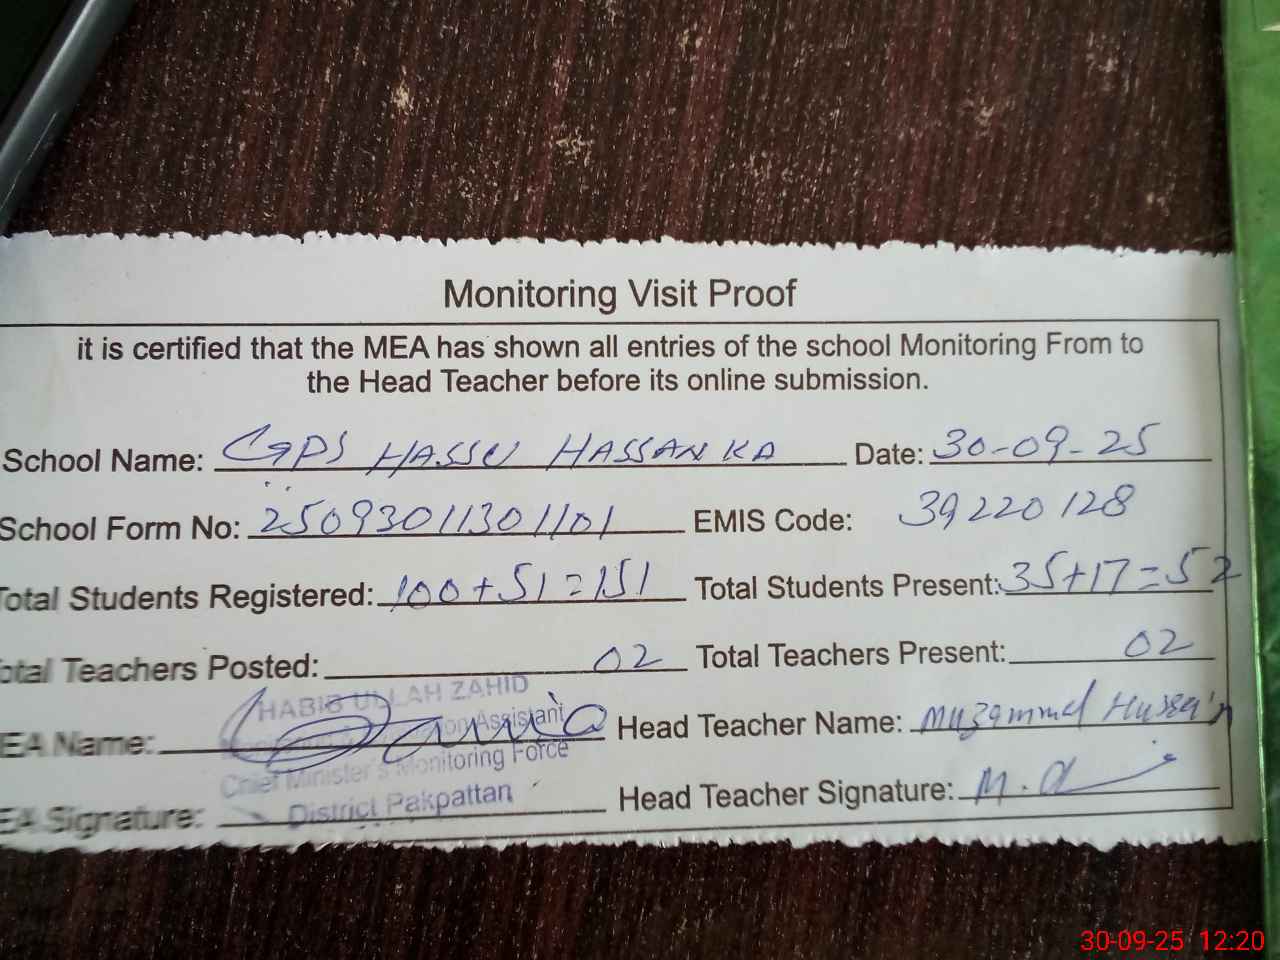 Monitoring Visit Proof
it is certified that the MEA has shown all entries of the school Monitoring From to
the Head Teacher before its online submission.
School Name: GPS HASSU HASSAN KA Date: 30-09-25
School Form No: 25093011301101 EMIS Code: 39220128
Total Students Registered: 100+51=151 Total Students Present: 35+17=52
otal Teachers Posted: 02 Total Teachers Present: 02
HABIB ULLAH ZAHID
Assistant
EA Name: Head Teacher Name: Muzammel Hussain
Chief Minister's Monitoring Force
District Pakpattan
EA Signature: Head Teacher Signature:
30-09-25 12:20